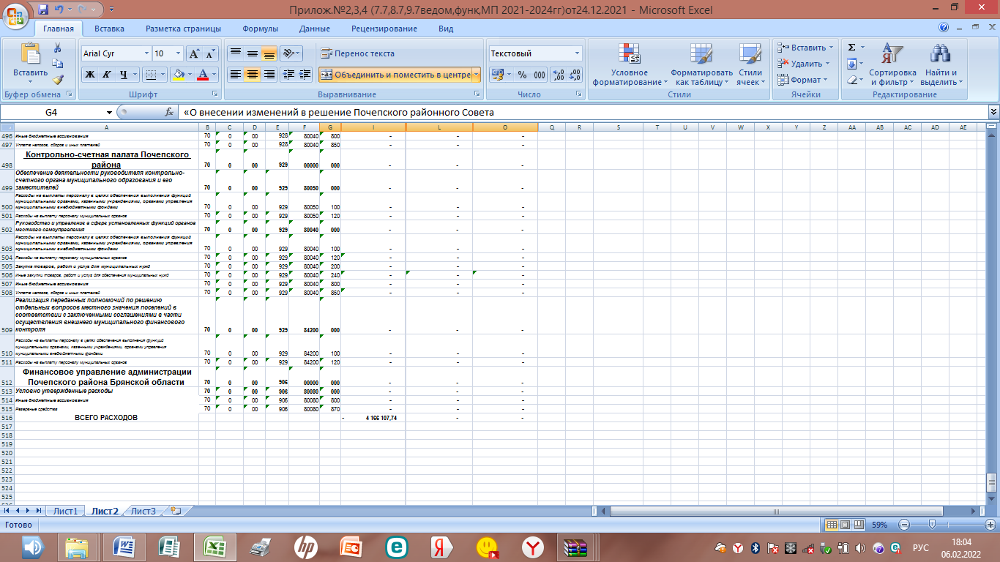 Прилож.№2,3,4 (7.7,8.7,9.7ведом,функ,МП 2021-2024гг)от24.12.2021 - Microsoft Excel
Главная Вставка Разметка страницы Формулы Данные Рецензирование Вид
Вставить Arial Cyr 10 Перенос текста Текстовый Условное форматирование Форматировать как таблицу Стили ячеек Вставить Удалить Формат Сортировка и фильтр Найти и выделить
Ж К Ч Объединить и поместить в центре % 000
Буфер обмена Шрифт Выравнивание Число Стили Ячейки Редактирование
G4 fx «О внесении изменений в решение Почепского районного Совета
A B C D E F G I L O Q R S T U V W X Y Z AA AB AC AD AE
496 Иные бюджетные ассигнования 70 0 00 928 80040 800 - - -
497 Уплата налогов, сборов и иных платежей 70 0 00 928 80040 850 - - -
Контрольно-счетная палата Почепского
498 района 70 0 00 929 00000 000 - - -
Обеспечение деятельности руководителя контрольно-
счетного органа муниципального образования и его
499 заместителей 70 0 00 929 80050 000 - - -
Расходы на выплаты персоналу в целях обеспечения выполнения функций
муниципальными органами, казенными учреждениями, органами управления
500 муниципальными внебюджетными фондами 70 0 00 929 80050 100 - - -
501 Расходы на выплату персоналу муниципальных органов 70 0 00 929 80050 120 - - -
Руководство и управление в сфере установленных функций органов
502 местного самоуправления 70 0 00 929 80040 000 - - -
Расходы на выплаты персоналу в целях обеспечения выполнения функций
муниципальными органами, казенными учреждениями, органами управления
503 муниципальными внебюджетными фондами 70 0 00 929 80040 100 - - -
504 Расходы на выплату персоналу муниципальных органов 70 0 00 929 80040 120 - - -
505 Закупка товаров, работ и услуг для муниципальных нужд 70 0 00 929 80040 200 - - -
506 Иные закупки товаров, работ и услуг для обеспечения муниципальных нужд 70 0 00 929 80040 240 - - -
507 Иные бюджетные ассигнования 70 0 00 929 80040 800 - - -
508 Уплата налогов, сборов и иных платежей 70 0 00 929 80040 850 - - -
Реализация переданных полномочий по решению
отдельных вопросов местного значения поселений в
соответствии с заключенными соглашениями в части
осуществления внешнего муниципального финансового
509 контроля 70 0 00 929 84200 000 - - -
Расходы на выплаты персоналу в целях обеспечения выполнения функций
муниципальными органами, казенными учреждениями, органами управления
510 муниципальными внебюджетными фондами 70 0 00 929 84200 100 - - -
511 Расходы на выплату персоналу муниципальных органов 70 0 00 929 84200 120 - - -
Финансовое управление администрации
512 Почепского района Брянской области 70 0 00 906 00000 000 - - -
513 Условно утвержденные расходы 70 0 00 906 80080 000 - - -
514 Иные бюджетные ассигнования 70 0 00 906 80080 800 - - -
515 Резервные средства 70 0 00 906 80080 870 - - -
516 ВСЕГО РАСХОДОВ - 4 166 107,74 - -
517
518
519
520
521
522
523
524
525
Лист1 Лист2 Лист3
Готово 59%
РУС 18:04
06.02.2022